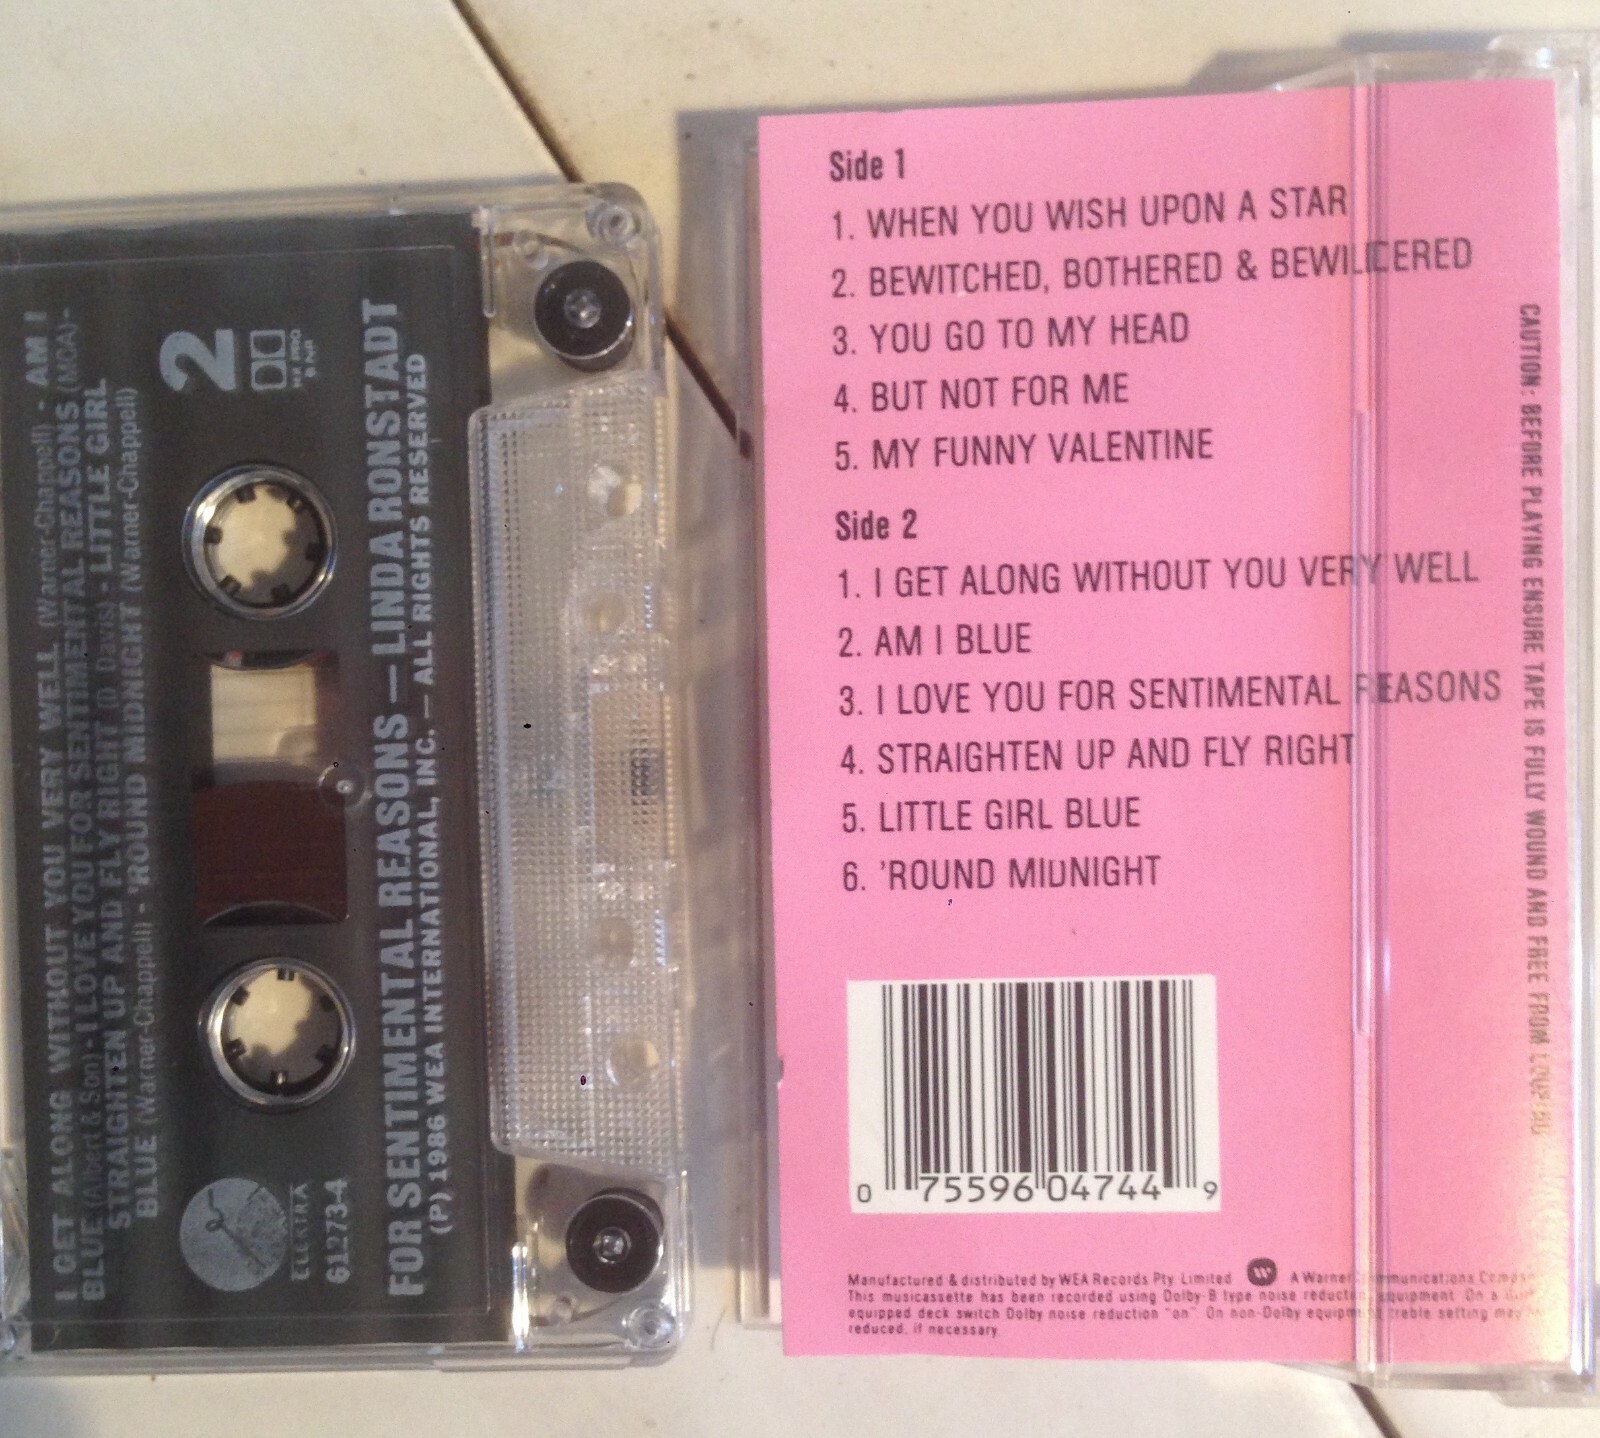 I GET ALONG WITHOUT YOU VERY WELL (Warner-Chappell) - AM I
BLUE (Albert & Son) - I LOVE YOU FOR SENTIMENTAL REASONS (MCA) -
STRAIGHTEN UP AND FLY RIGHT (D Davis) - LITTLE GIRL
BLUE (Warner-Chappell) - 'ROUND MIDNIGHT (Warner-Chappell)
2
HX PRO
B NR
ELEKTRA
61273-4
FOR SENTIMENTAL REASONS — LINDA RONSTADT
(P) 1986 WEA INTERNATIONAL, INC. — ALL RIGHTS RESERVED
Side 1
1. WHEN YOU WISH UPON A STAR
2. BEWITCHED, BOTHERED & BEWILDERED
3. YOU GO TO MY HEAD
4. BUT NOT FOR ME
5. MY FUNNY VALENTINE
Side 2
1. I GET ALONG WITHOUT YOU VERY WELL
2. AM I BLUE
3. I LOVE YOU FOR SENTIMENTAL REASONS
4. STRAIGHTEN UP AND FLY RIGHT
5. LITTLE GIRL BLUE
6. 'ROUND MIDNIGHT
0 75596 04744 9
Manufactured & distributed by WEA Records Pty. Limited W A Warner Communications
This musicassette has been recorded using Dolby-B type noise reduction equipment. On a
equipped deck switch Dolby noise reduction "on". On non-Dolby equipment treble setting may be
reduced, if necessary.
CAUTION: BEFORE PLAYING ENSURE TAPE IS FULLY WOUND AND FREE FROM